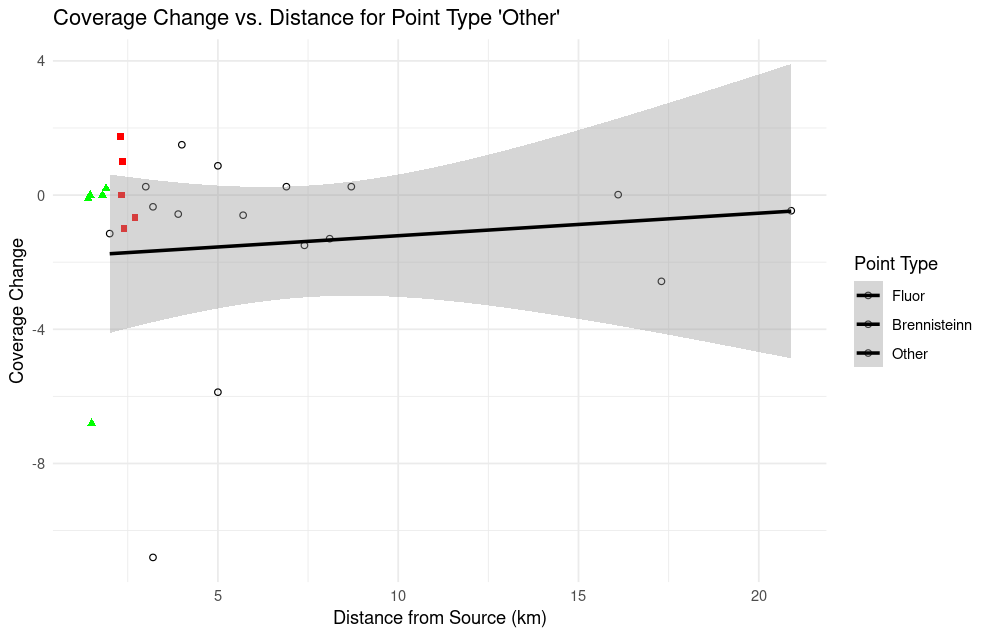 Coverage Change vs. Distance for Point Type 'Other'
Coverage Change
4
0
-4
-8
5
10
15
20
Distance from Source (km)
Point Type
Fluor
Brennisteinn
Other